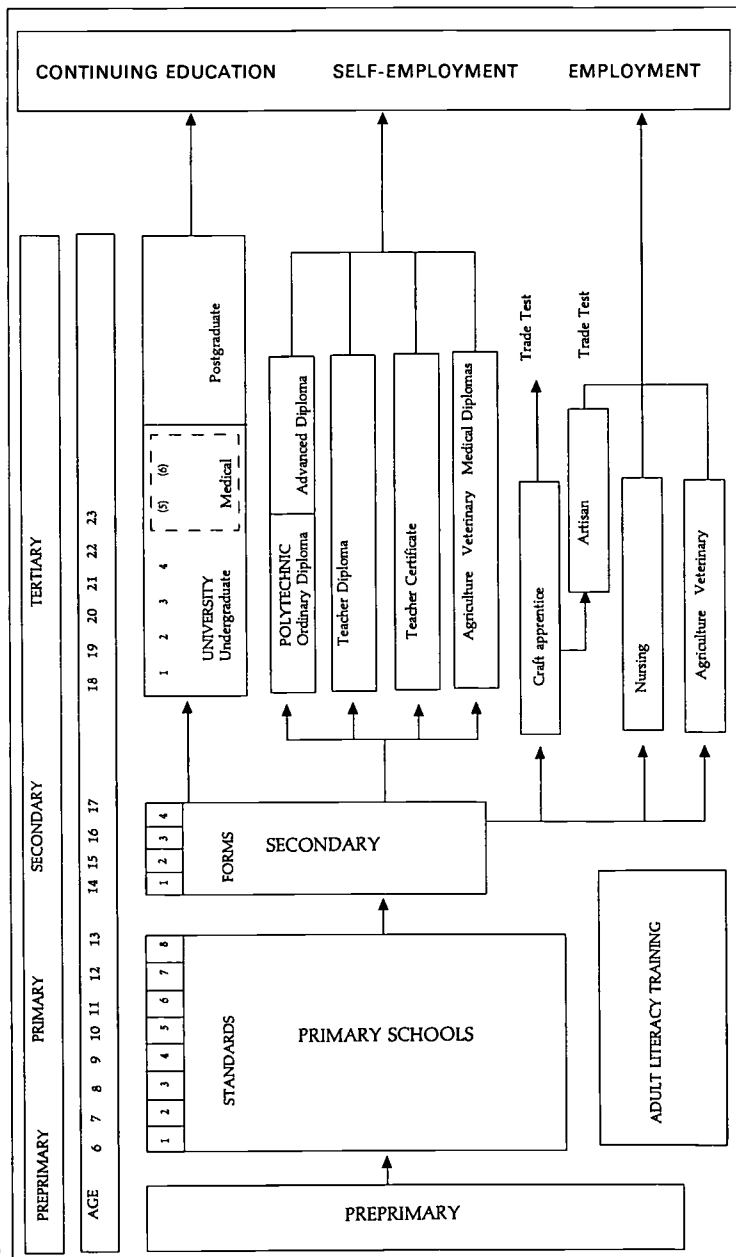 CONTINUING EDUCATION SELF-EMPLOYMENT EMPLOYMENT
PREPRIMARY PRIMARY SECONDARY TERTIARY
AGE 6 7 8 9 10 11 12 13 14 15 16 17 18 19 20 21 22 23
PREPRIMARY
1 2 3 4 5 6 7 8
STANDARDS
PRIMARY SCHOOLS
ADULT LITERACY TRAINING
1 2 3 4
FORMS
SECONDARY
1 2 3 4 (5) (6)
UNIVERSITY
Undergraduate
Medical
Postgraduate
POLYTECHNIC
Ordinary Diploma
Advanced Diploma
Teacher Diploma
Teacher Certificate
Agriculture Veterinary Medical Diplomas
Craft apprentice
Trade Test
Artisan
Trade Test
Nursing
Agriculture Veterinary